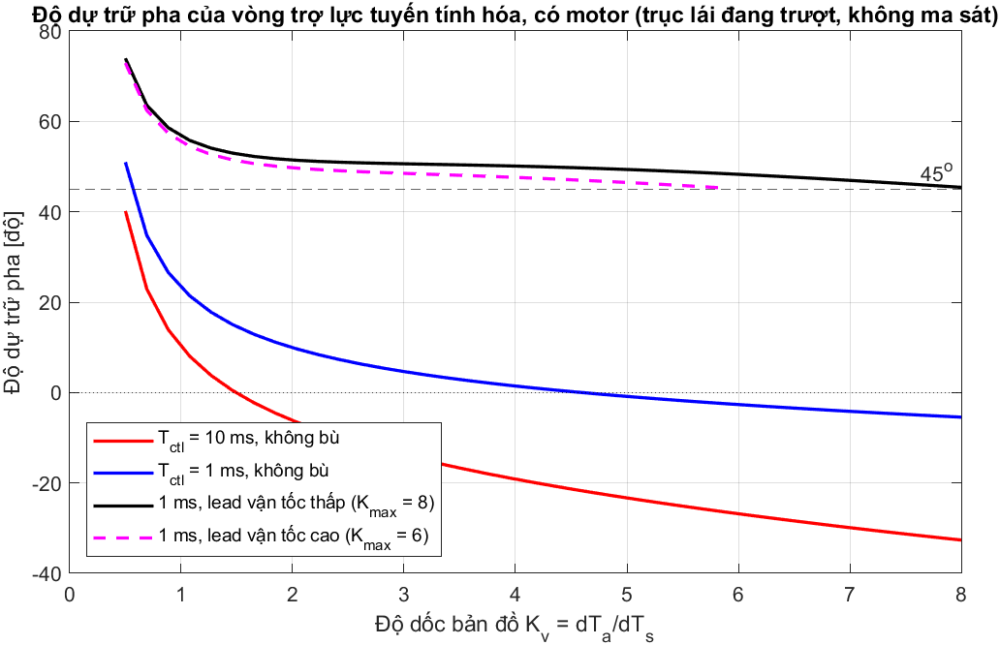 Độ dự trữ pha của vòng trợ lực tuyến tính hóa, có motor (trục lái đang trượt, không ma sát)
80
60
40
20
0
-20
-40
Độ dự trữ pha [độ]
45°
T_ctl = 10 ms, không bù
T_ctl = 1 ms, không bù
1 ms, lead vận tốc thấp (K_max = 8)
1 ms, lead vận tốc cao (K_max = 6)
0 1 2 3 4 5 6 7 8
Độ dốc bản đồ K_v = dT_a/dT_s